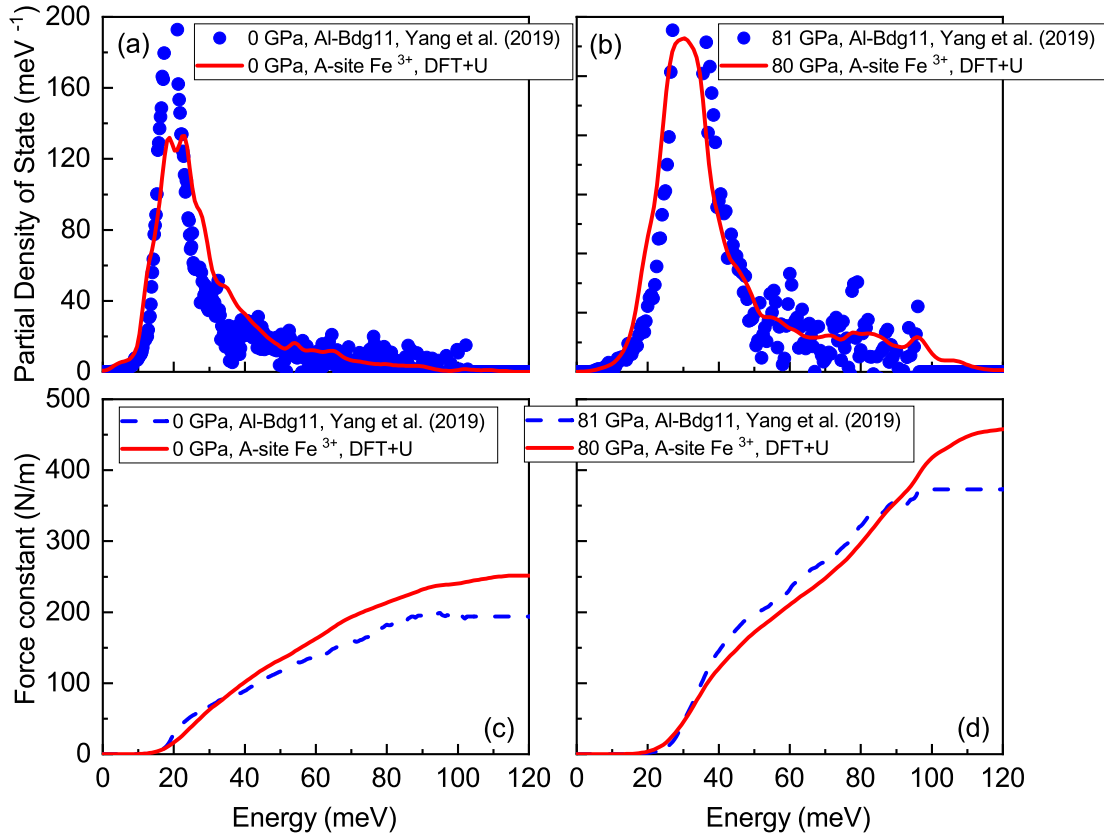 (a)
0 GPa, Al-Bdg11, Yang et al. (2019)
0 GPa, A-site Fe 3+, DFT+U
(b)
81 GPa, Al-Bdg11, Yang et al. (2019)
80 GPa, A-site Fe 3+, DFT+U
Partial Density of State (meV -1)
200
160
120
80
40
0
0 GPa, Al-Bdg11, Yang et al. (2019)
0 GPa, A-site Fe 3+, DFT+U
(c)
81 GPa, Al-Bdg11, Yang et al. (2019)
80 GPa, A-site Fe 3+, DFT+U
(d)
Force constant (N/m)
500
400
300
200
100
0
0 20 40 60 80 100 120
0 20 40 60 80 100 120
Energy (meV)
Energy (meV)